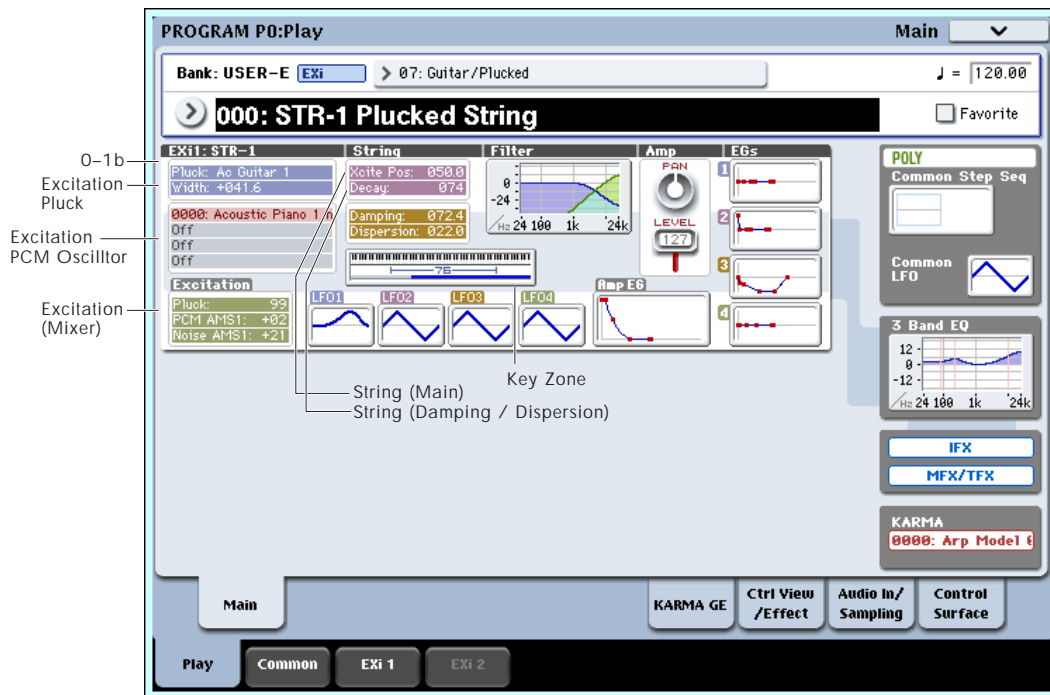 PROGRAM P0:Play
Main
Bank: USER-E EXi
07: Guitar/Plucked
♩ = 120.00
000: STR-1 Plucked String
Favorite
EXi1: STR-1
String
Filter
Amp
EGs
0–1b
Excitation
Pluck
Excitation
PCM Oscilltor
Excitation
(Mixer)
Pluck: Ac Guitar 1
Width: +041.6
0000: Acoustic Piano 1 m
Off
Off
Off
Excitation
Pluck: 99
PCM AMS1: +02
Noise AMS1: +21
Xcite Pos: 050.0
Decay: 074
Damping: 072.4
Dispersion: 022.0
76
0
-24
Hz 24 100 1k 24k
PAN
LEVEL
127
1
2
3
4
LFO1
LFO2
LFO3
LFO4
Amp EG
Key Zone
String (Main)
String (Damping / Dispersion)
POLY
Common Step Seq
Common
LFO
3 Band EQ
12
0
-12
Hz 24 100 1k 24k
IFX
MFX/TFX
KARMA
0000: Arp Model
Main
KARMA GE
Ctrl View
/Effect
Audio In/
Sampling
Control
Surface
Play
Common
EXi 1
EXi 2